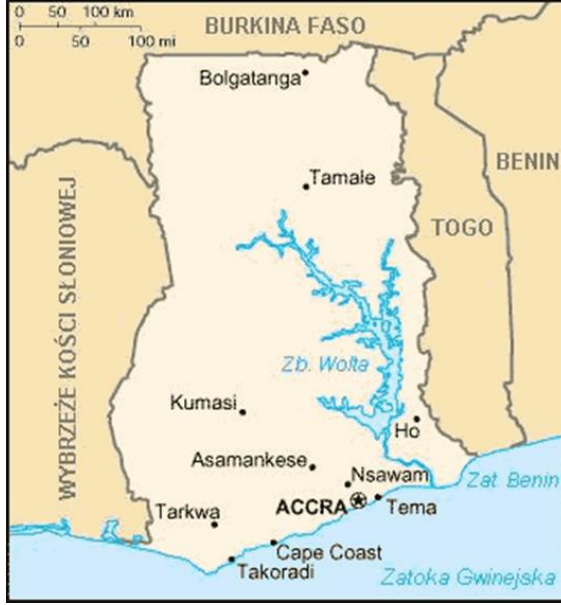 0 50 100 km
0 50 100 mi
BURKINA FASO
Bolgatanga
BENIN
Tamale
TOGO
WYBRZEŻE KOŚCI SŁONIOWEJ
Zb. Wolta
Kumasi
Ho
Asamankese
Nsawam
Zat Benin
ACCRA
Tema
Tarkwa
Cape Coast
Takoradi
Zatoka Gwinejska